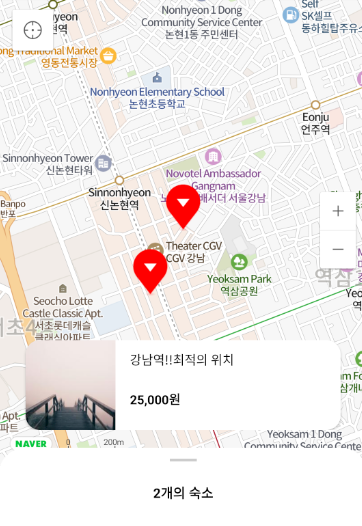 Nonhyeon 1 Dong
Community Service Center
논현1동 주민센터
Self
SK셀프
동하힐탑주유소
ong Traditional Market
영동전통시장
Nonhyeon Elementary School
논현초등학교
Eonju
언주역
Sinnonhyeon Tower
신논현타워
Novotel Ambassador
Gangnam
배서더 서울강남
Banpo
반포
Sinnonhyeon
신논현역
Theater CGV
CGV 강남
Yeoksam Park
역삼공원
역삼
Seocho Lotte
Castle Classic Apt.
서초롯데캐슬
클래식아파트
강남역!!최적의 위치
25,000원
Apt.
파트
NAVER
0
200m
Yeoksam 1 Dong
Community Service Center
2개의 숙소